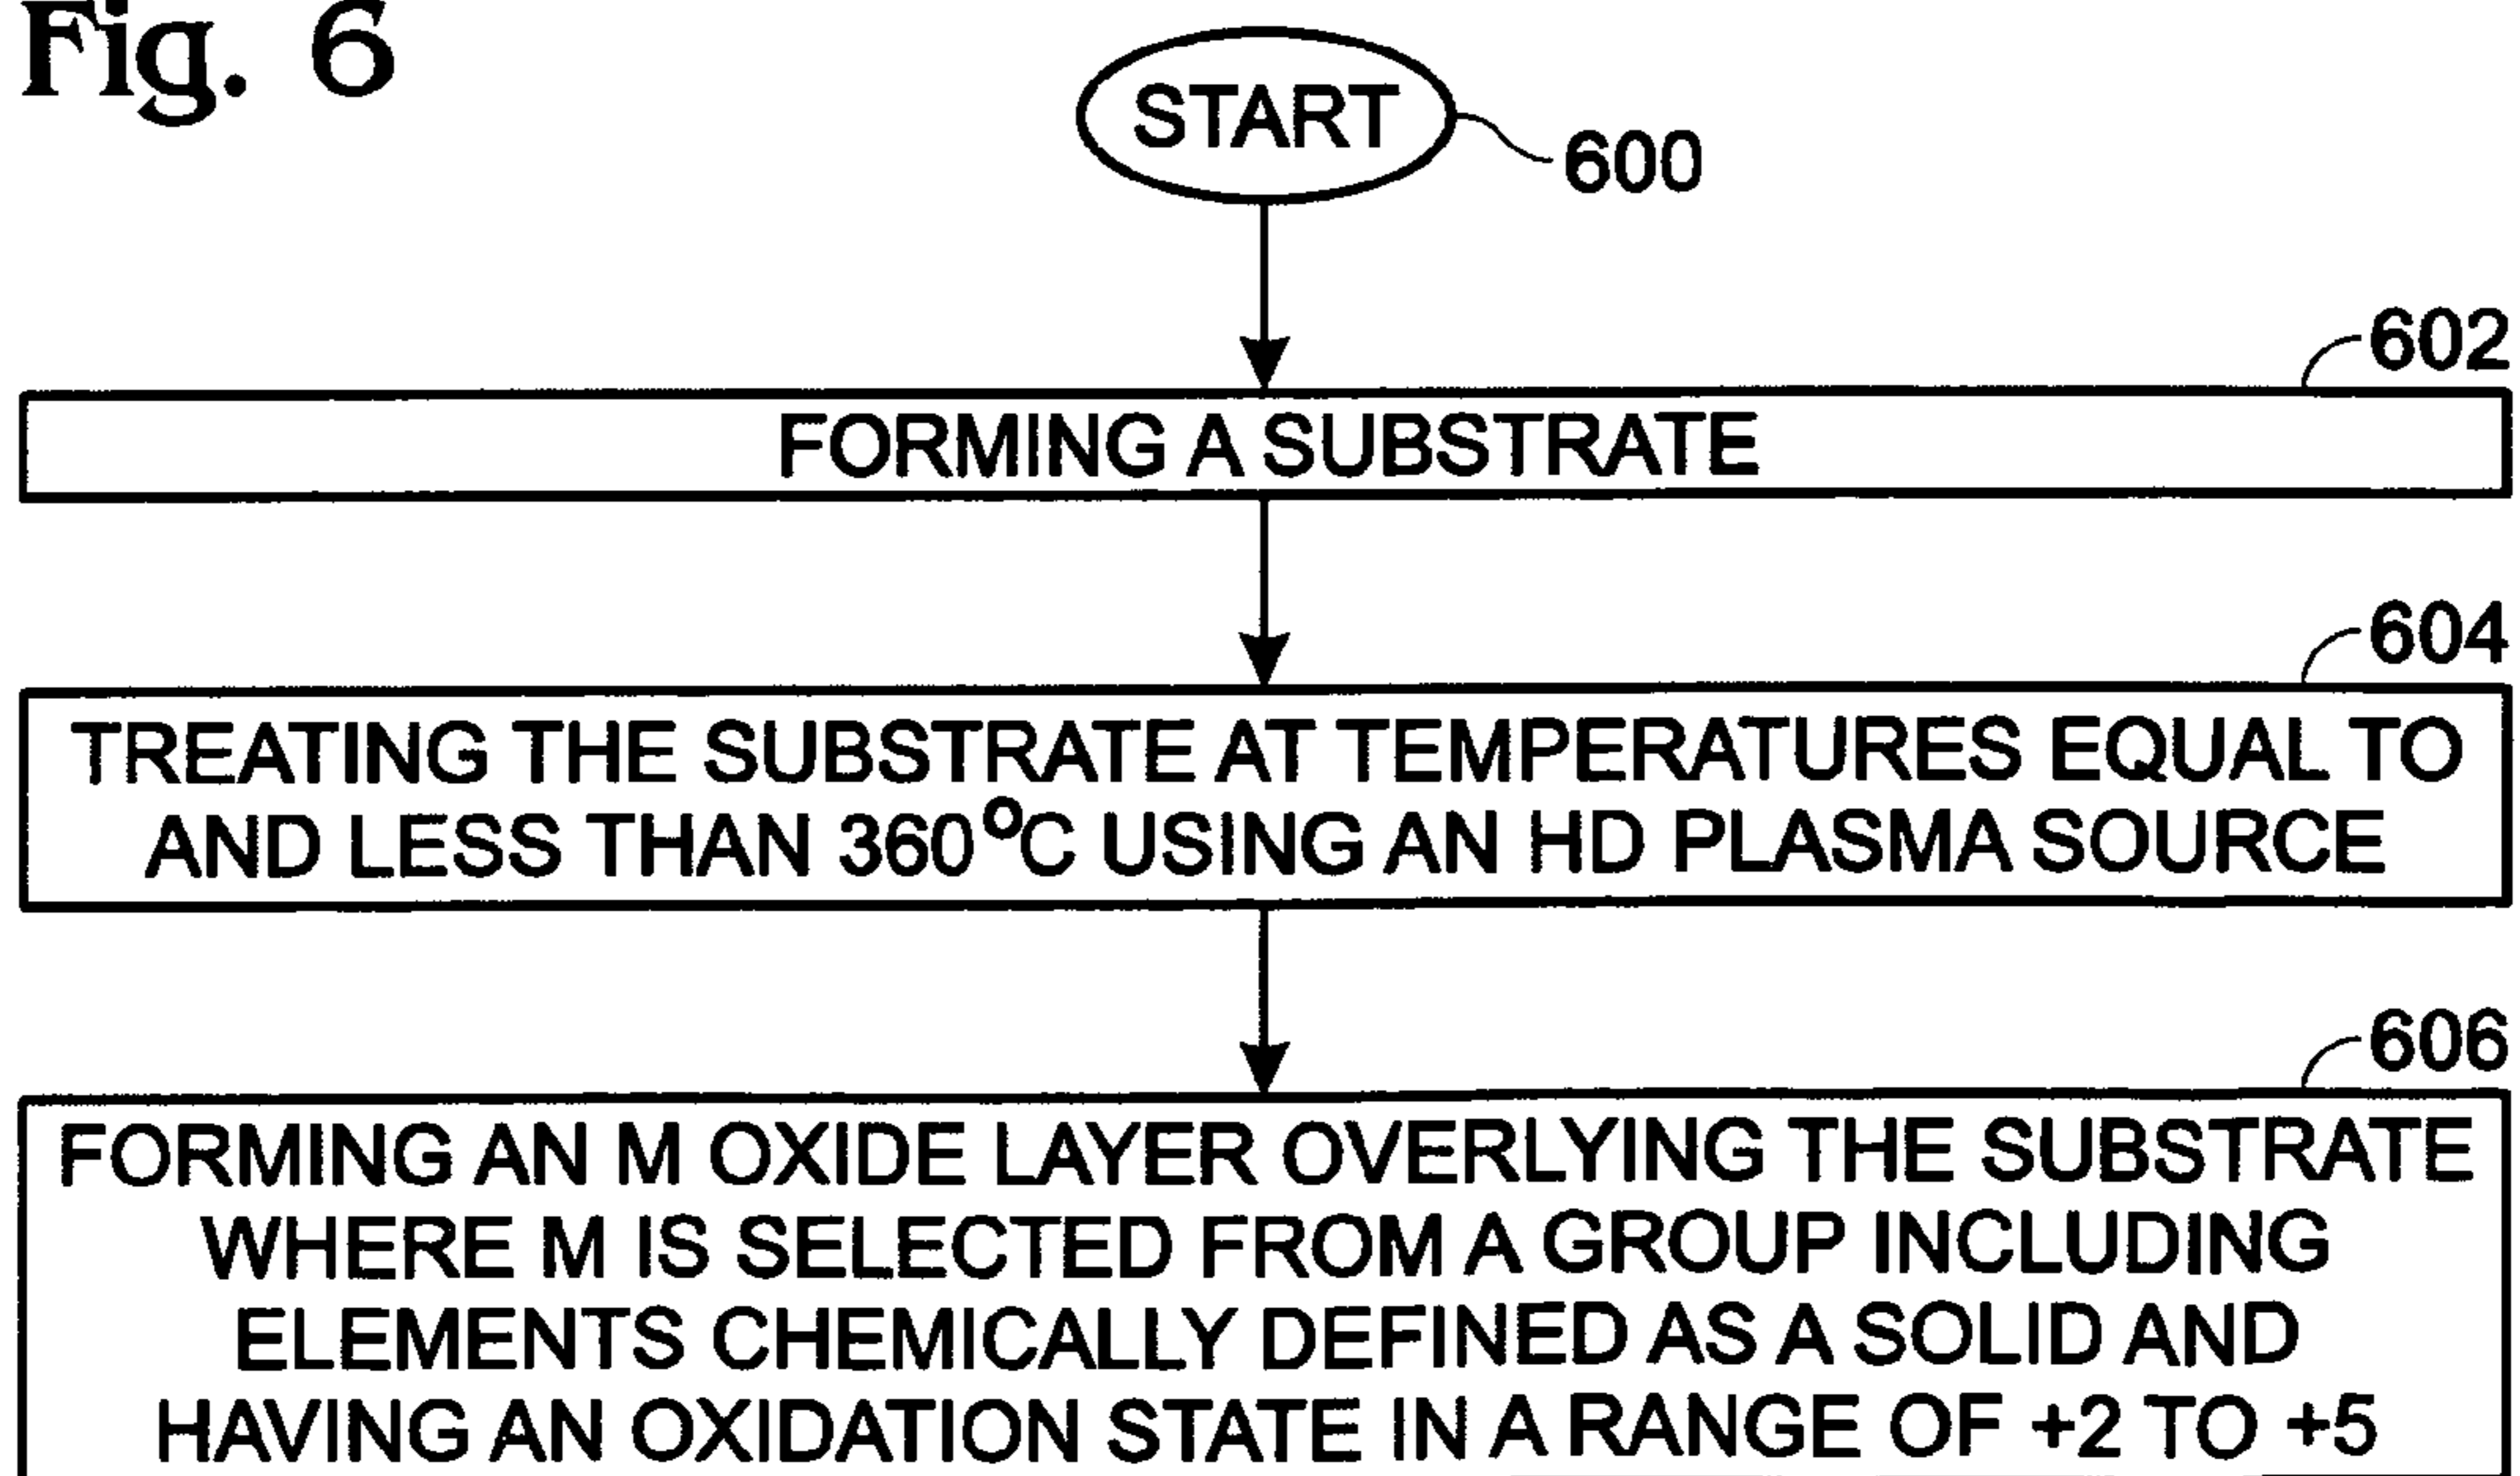 Fig. 6
START
600
602
FORMING A SUBSTRATE
604
TREATING THE SUBSTRATE AT TEMPERATURES EQUAL TO
AND LESS THAN 360°C USING AN HD PLASMA SOURCE
606
FORMING AN M OXIDE LAYER OVERLYING THE SUBSTRATE
WHERE M IS SELECTED FROM A GROUP INCLUDING
ELEMENTS CHEMICALLY DEFINED AS A SOLID AND
HAVING AN OXIDATION STATE IN A RANGE OF +2 TO +5